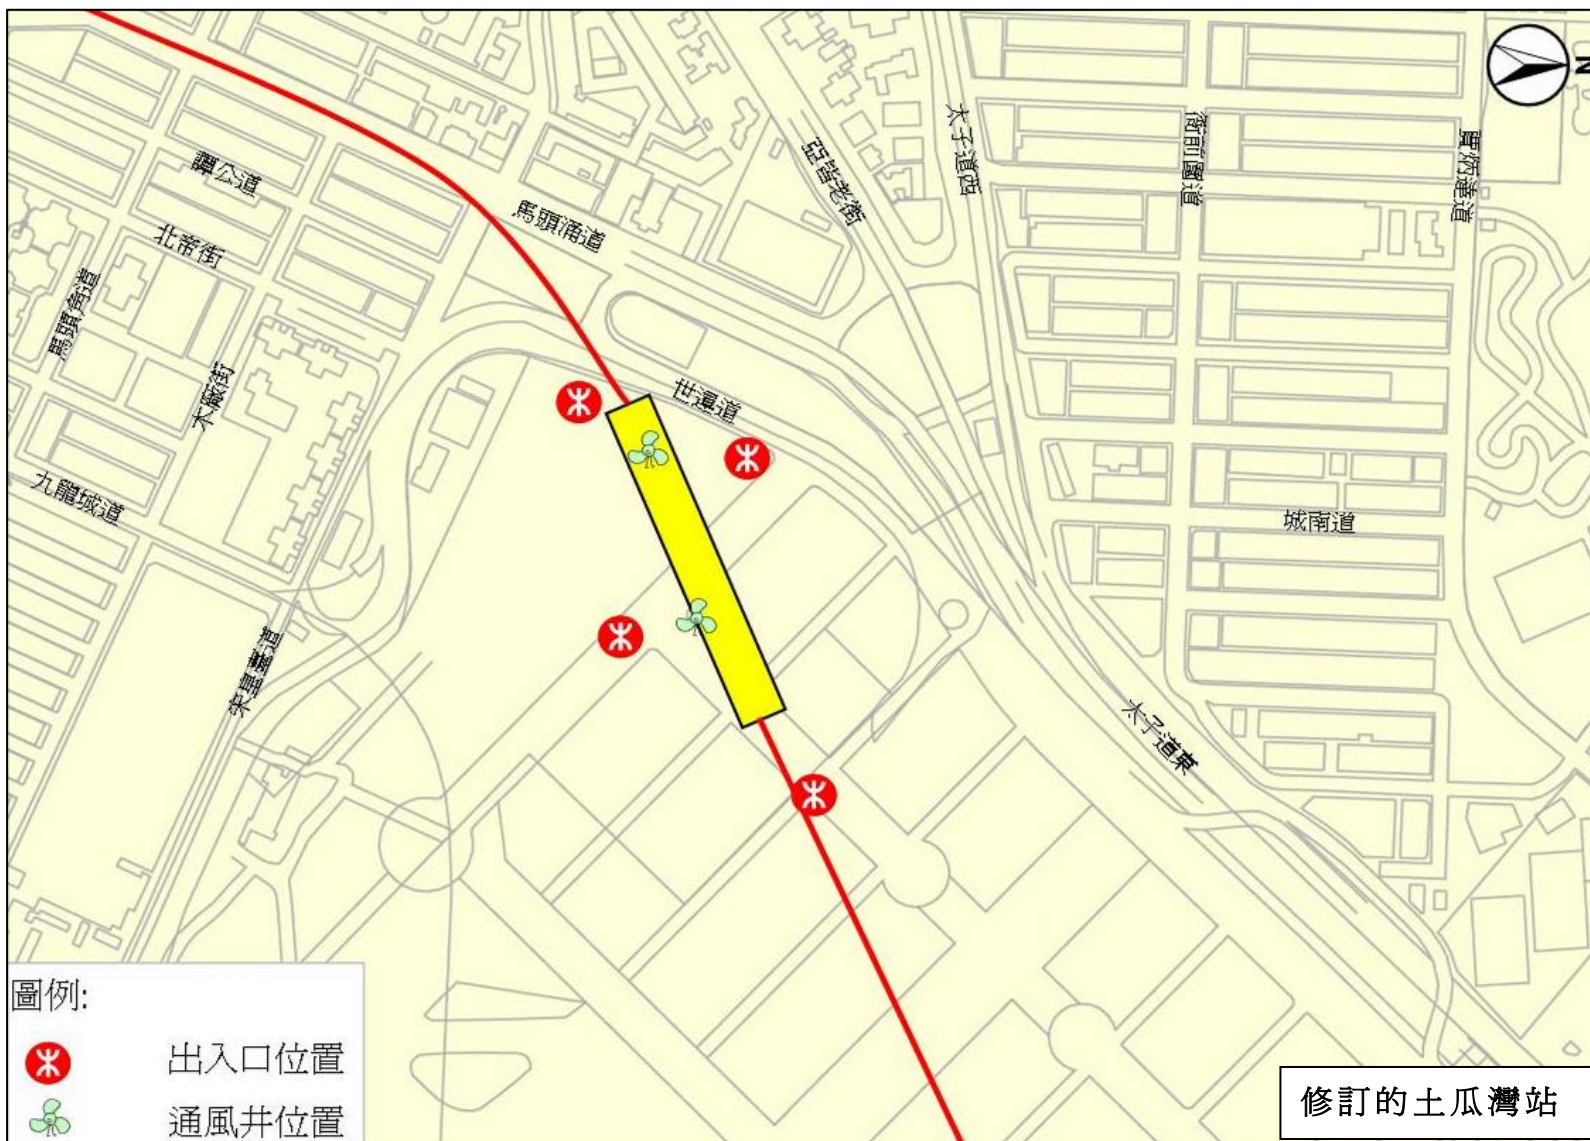 N
太子道西
衙前圍道
賈炳達道
亞皆老街
譚公道
馬頭涌道
北帝街
馬頭角道
木廠街
世運道
九龍城道
城南道
宋皇臺道
太子道東
圖例:
出入口位置
通風井位置
修訂的土瓜灣站